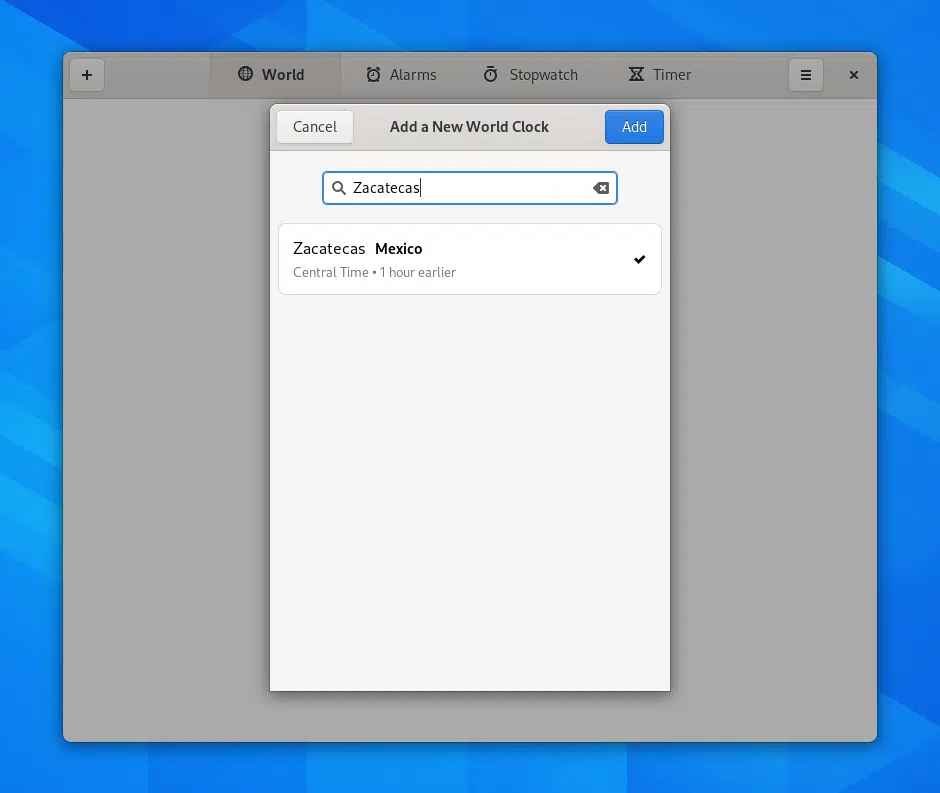 World Alarms Stopwatch Timer
Cancel Add a New World Clock Add
Zacatecas
Zacatecas Mexico
Central Time • 1 hour earlier